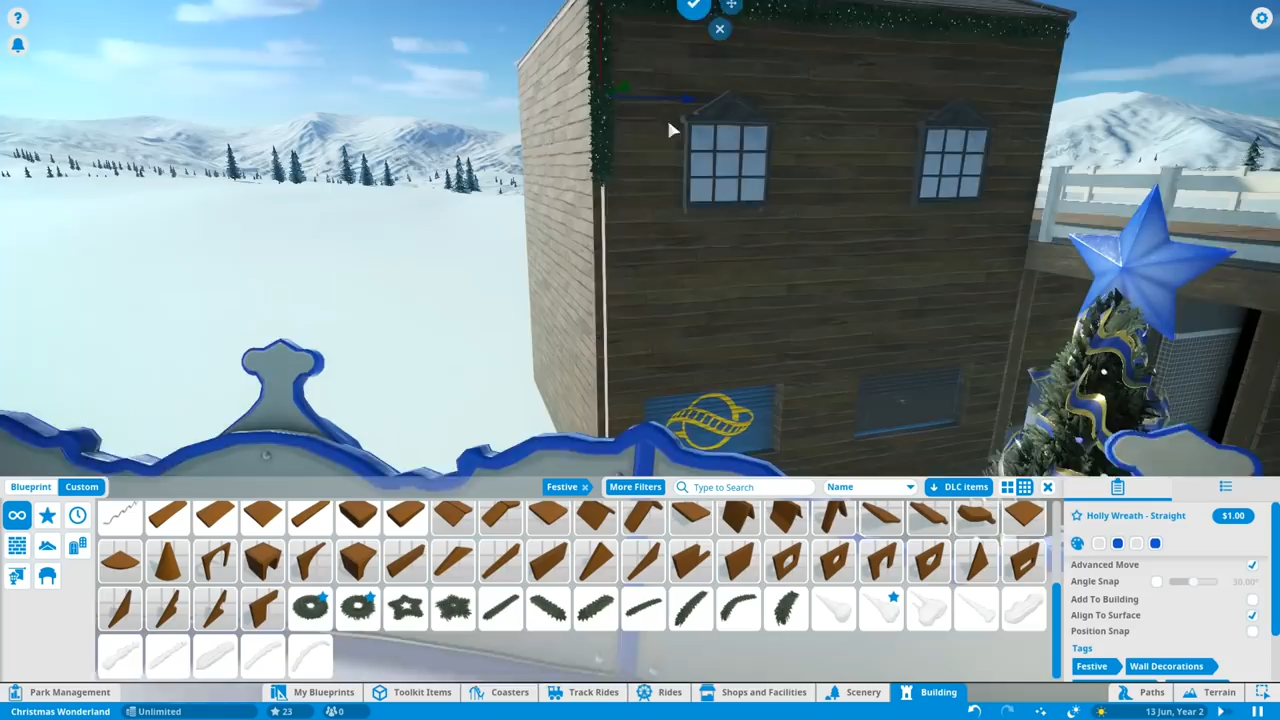 ?
Blueprint
Custom
Festive ×
More Filters
Type to Search
Name
DLC items
Holly Wreath - Straight
$1.00
Advanced Move
Angle Snap
30.00°
Add To Building
Align To Surface
Position Snap
Tags
Festive
Wall Decorations
Park Management
My Blueprints
Toolkit Items
Coasters
Track Rides
Rides
Shops and Facilities
Scenery
Building
Paths
Terrain
Christmas Wonderland
Unlimited
23
0
13 Jun, Year 2